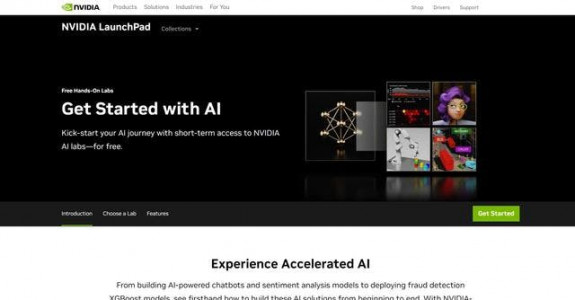 NVIDIA
Products Solutions Industries For You
Shop Drivers Support
NVIDIA LaunchPad
Collections
Free Hands-On Labs
Get Started with AI
Kick-start your AI journey with short-term access to NVIDIA
AI labs—for free.
Introduction Choose a Lab Features
Get Started
Experience Accelerated AI
From building AI-powered chatbots and sentiment analysis models to deploying fraud detection
XGBoost models, see firsthand how to build these AI solutions from beginning to end. With NVIDIA-